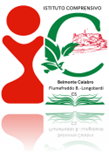 ISTITUTO COMPRENSIVO
Belmonte Calabro
Fiumefreddo B. -Longobardi
CS